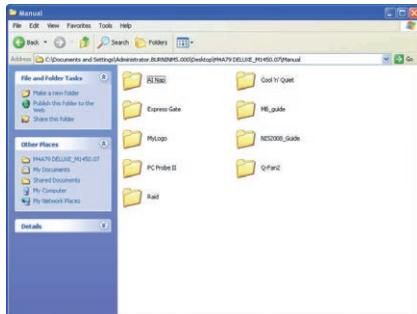 Manual
File Edit View Favorites Tools Help
Back Search Folders
Address C:\Documents and Settings\Administrator.BURNINMS.000\Desktop\M4A79 DELUXE_M1450.07\Manual Go
File and Folder Tasks
Make a new folder
Publish this folder to the Web
Share this folder
Other Places
M4A79 DELUXE_M1450.07
My Documents
Shared Documents
My Computer
My Network Places
Details
AI Nap Cool 'n' Quiet
Express Gate MB_guide
MyLogo NIS2008_Guide
PC Probe II Q-Fan2
Raid